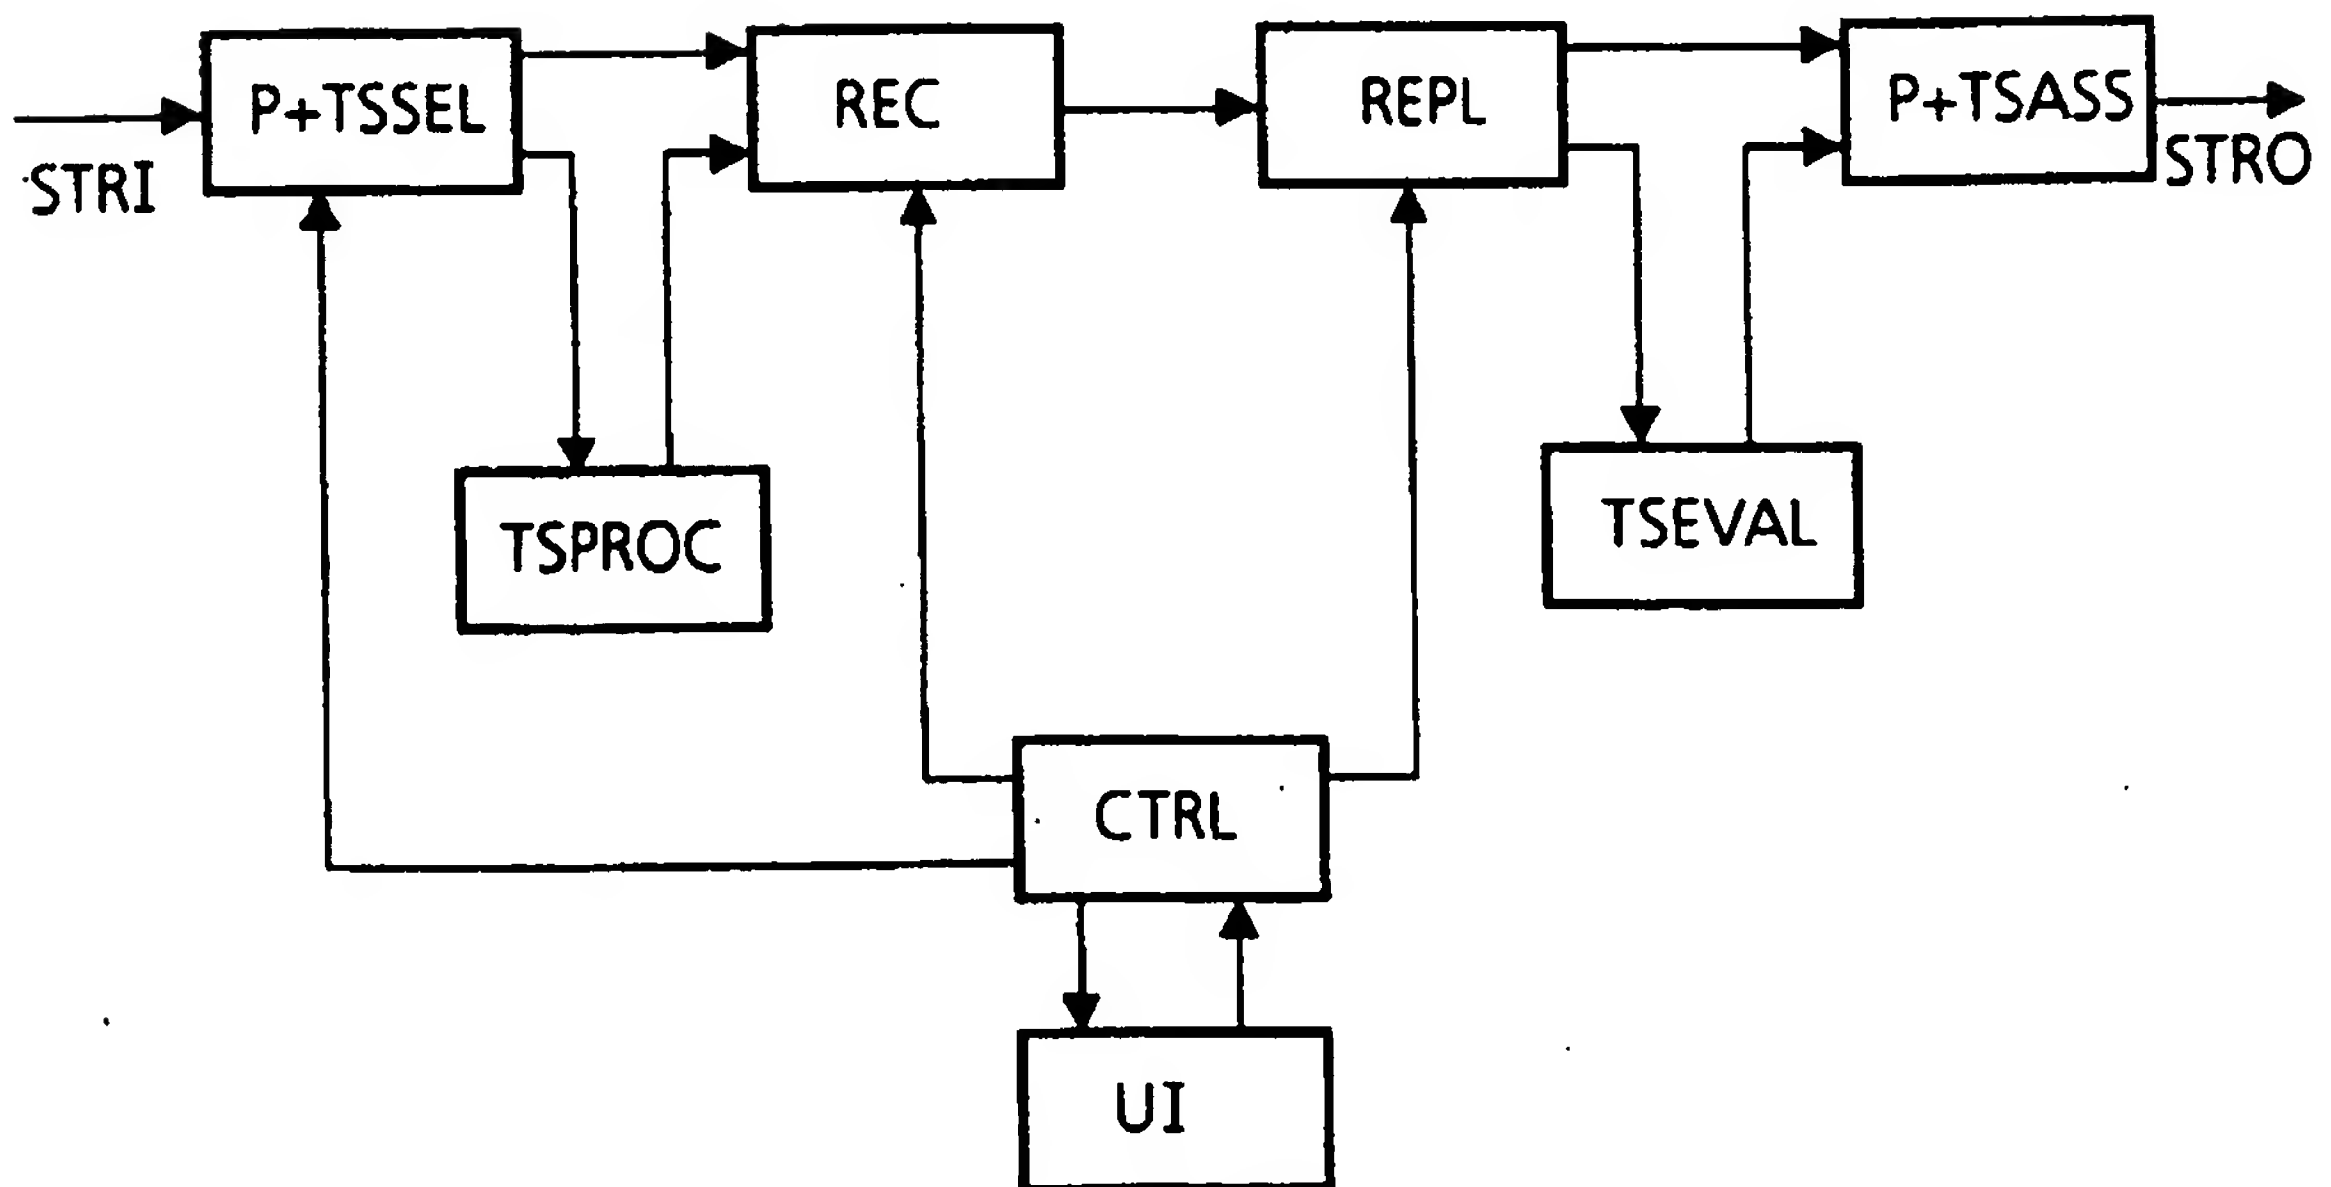 P+TSSEL
REC
REPL
P+TSASS
STRI
STRO
TSPROC
TSEVAL
CTRL
UI